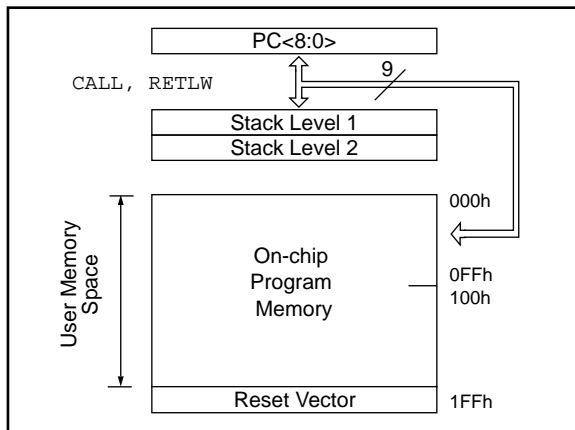 PC<8:0>
9
CALL, RETLW
Stack Level 1
Stack Level 2
000h
User Memory
Space
On-chip
Program
Memory
0FFh
100h
Reset Vector
1FFh